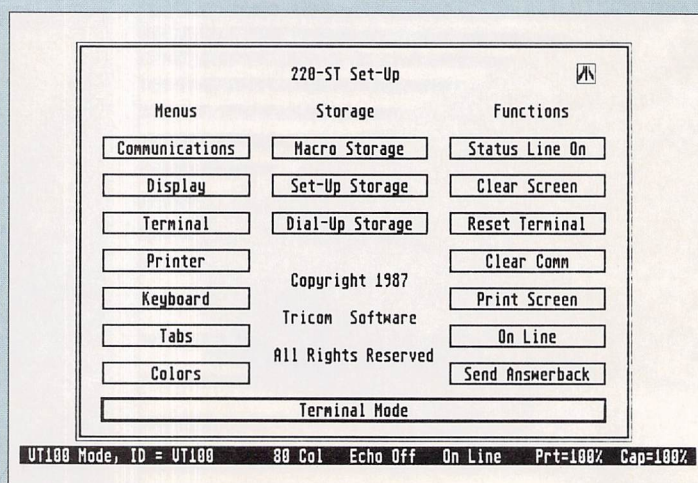 220-ST Set-Up
Menus Storage Functions
Communications Macro Storage Status Line On
Display Set-Up Storage Clear Screen
Terminal Dial-Up Storage Reset Terminal
Printer Clear Comm
Copyright 1987
Keyboard Print Screen
Tricom Software
Tabs On Line
All Rights Reserved
Colors Send Answerback
Terminal Mode
VT100 Mode, ID = VT100 80 Col Echo Off On Line Prt=100% Cap=100%